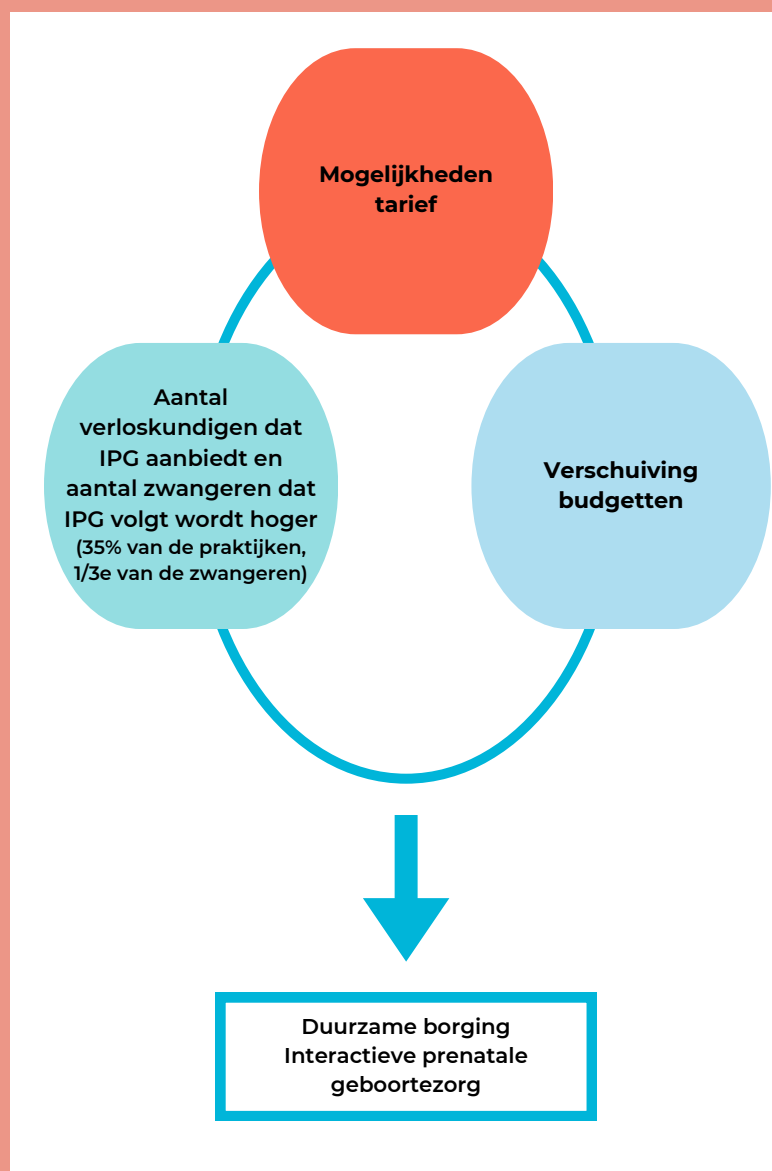 Mogelijkheden
tarief
Aantal
verloskundigen dat
IPG aanbiedt en
aantal zwangeren dat
IPG volgt wordt hoger
(35% van de praktijken,
1/3e van de zwangeren)
Verschuiving
budgetten
Duurzame borging
Interactieve prenatale
geboortezorg